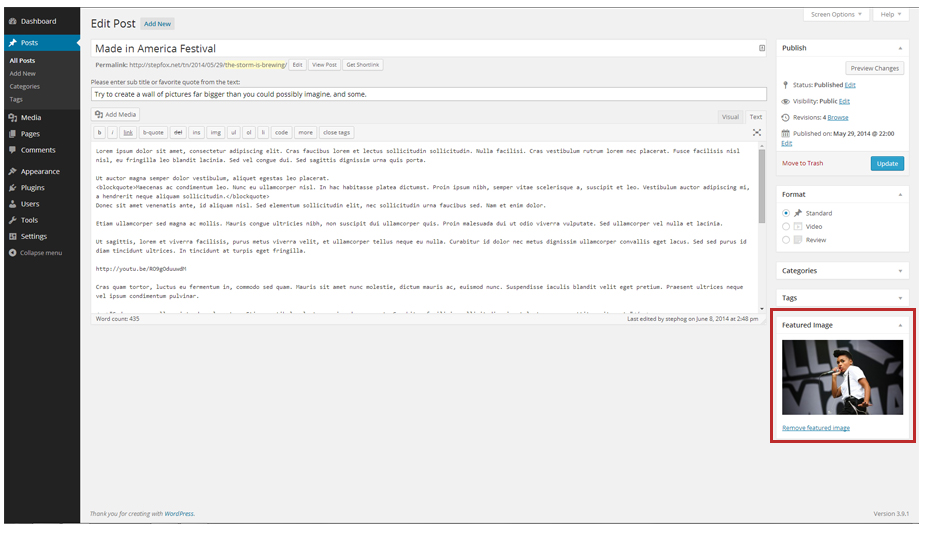 Screen Options
Help
Dashboard
Posts
All Posts
Add New
Categories
Tags
Media
Pages
Comments
Appearance
Plugins
Users
Tools
Settings
Collapse menu
Edit Post Add New
Made in America Festival
Permalink: http://stepfox.net/tn/2014/05/29/the-storm-is-brewing/ Edit View Post Get Shortlink
Please enter sub title or favorite quote from the text:
Try to create a wall of pictures far bigger than you could possibly imagine, and some.
Add Media
Visual Text
b i link b-quote del ins img ul ol li code more close tags
Lorem ipsum dolor sit amet, consectetur adipiscing elit. Cras faucibus lorem et lectus sollicitudin sollicitudin. Nulla facilisi. Cras vestibulum rutrum lorem nec placerat. Fusce facilisis nisl
nisl, eu fringilla leo blandit lacinia. Sed vel congue dui. Sed sagittis dignissim urna quis porta.
Ut auctor magna semper dolor vestibulum, aliquet egestas leo placerat.
<blockquote>Maecenas ac condimentum leo. Nunc eu ullamcorper nisl. In hac habitasse platea dictumst. Proin ipsum nibh, semper vitae scelerisque a, suscipit et leo. Vestibulum auctor adipiscing mi,
a hendrerit neque aliquam sollicitudin.</blockquote>
Donec sit amet venenatis ante, id aliquam nisl. Sed elementum sollicitudin elit, nec sollicitudin urna faucibus sed. Nam et enim dolor.
Etiam ullamcorper sed magna ac mollis. Mauris congue ultricies nibh, non suscipit dui ullamcorper quis. Proin malesuada dui ut odio viverra vulputate. Sed ullamcorper vel nulla et lacinia.
Ut sagittis, lorem et viverra facilisis, purus metus viverra velit, et ullamcorper tellus neque eu nulla. Curabitur id dolor nec metus dignissim ullamcorper convallis eget lacus. Sed sed purus id
diam tincidunt ultrices. In tincidunt at turpis eget fringilla.
http://youtu.be/RO9gOduuwdM
Cras quam tortor, luctus eu fermentum in, commodo sed quam. Mauris sit amet nunc molestie, dictum mauris ac, euismod nunc. Suspendisse iaculis blandit velit eget pretium. Praesent ultrices neque
vel ipsum condimentum pulvinar.
Word count: 435
Last edited by stephog on June 8, 2014 at 2:48 pm
Publish
Preview Changes
Status: Published Edit
Visibility: Public Edit
Revisions: 4 Browse
Published on: May 29, 2014 @ 22:00
Edit
Move to Trash Update
Format
Standard
Video
Review
Categories
Tags
Featured Image
Remove featured image
Thank you for creating with WordPress.
Version 3.9.1